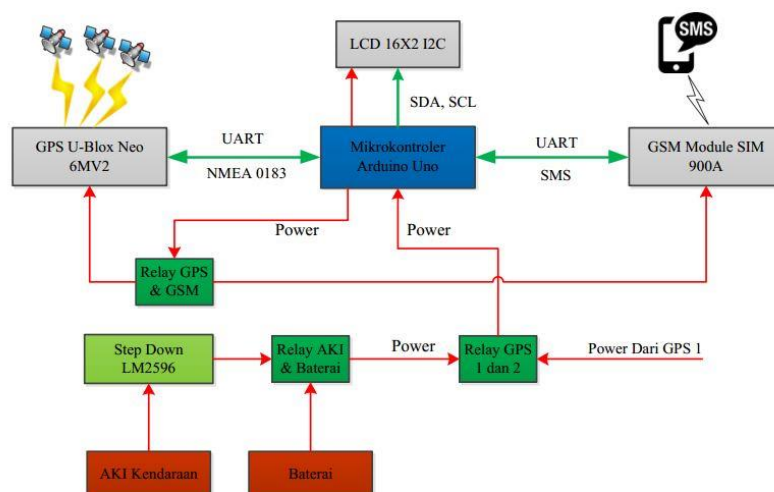 SMS
LCD 16X2 I2C
SDA, SCL
GPS U-Blox Neo
6MV2
UART
NMEA 0183
Mikrokontroler
Arduino Uno
UART
SMS
GSM Module SIM
900A
Power
Power
Relay GPS
& GSM
Step Down
LM2596
Relay AKI
& Baterai
Power
Relay GPS
1 dan 2
Power Dari GPS 1
AKI Kendaraan
Baterai